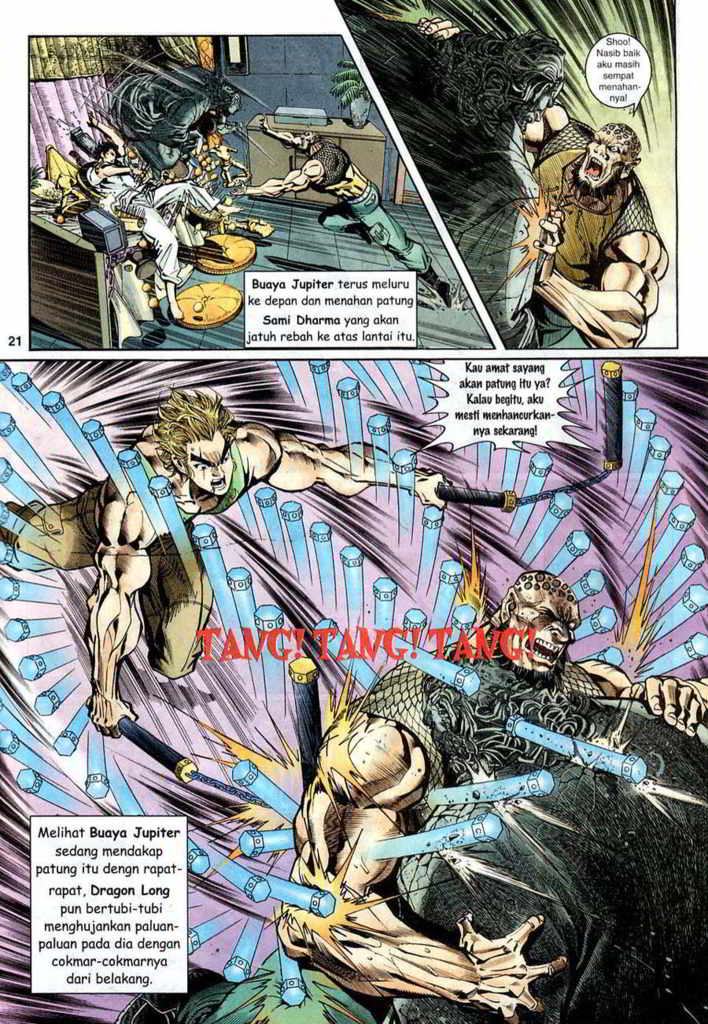 Shoo!
Nasib baik
aku masih
sempat
menahan-
nya!
Buaya Jupiter terus meluru
ke depan dan menahan patung
Sami Dharma yang akan
jatuh rebah ke atas lantai itu.
21
Kau amat sayang
akan patung itu ya?
Kalau begitu, aku
mesti menhancurkan-
nya sekarang!
TANG! TANG! TANG!
Melihat Buaya Jupiter
sedang mendakap
patung itu dengn rapat-
rapat, Dragon Long
pun bertubi-tubi
menghujankan paluan-
paluan pada dia dengan
cokmar-cokmarnya
dari belakang.